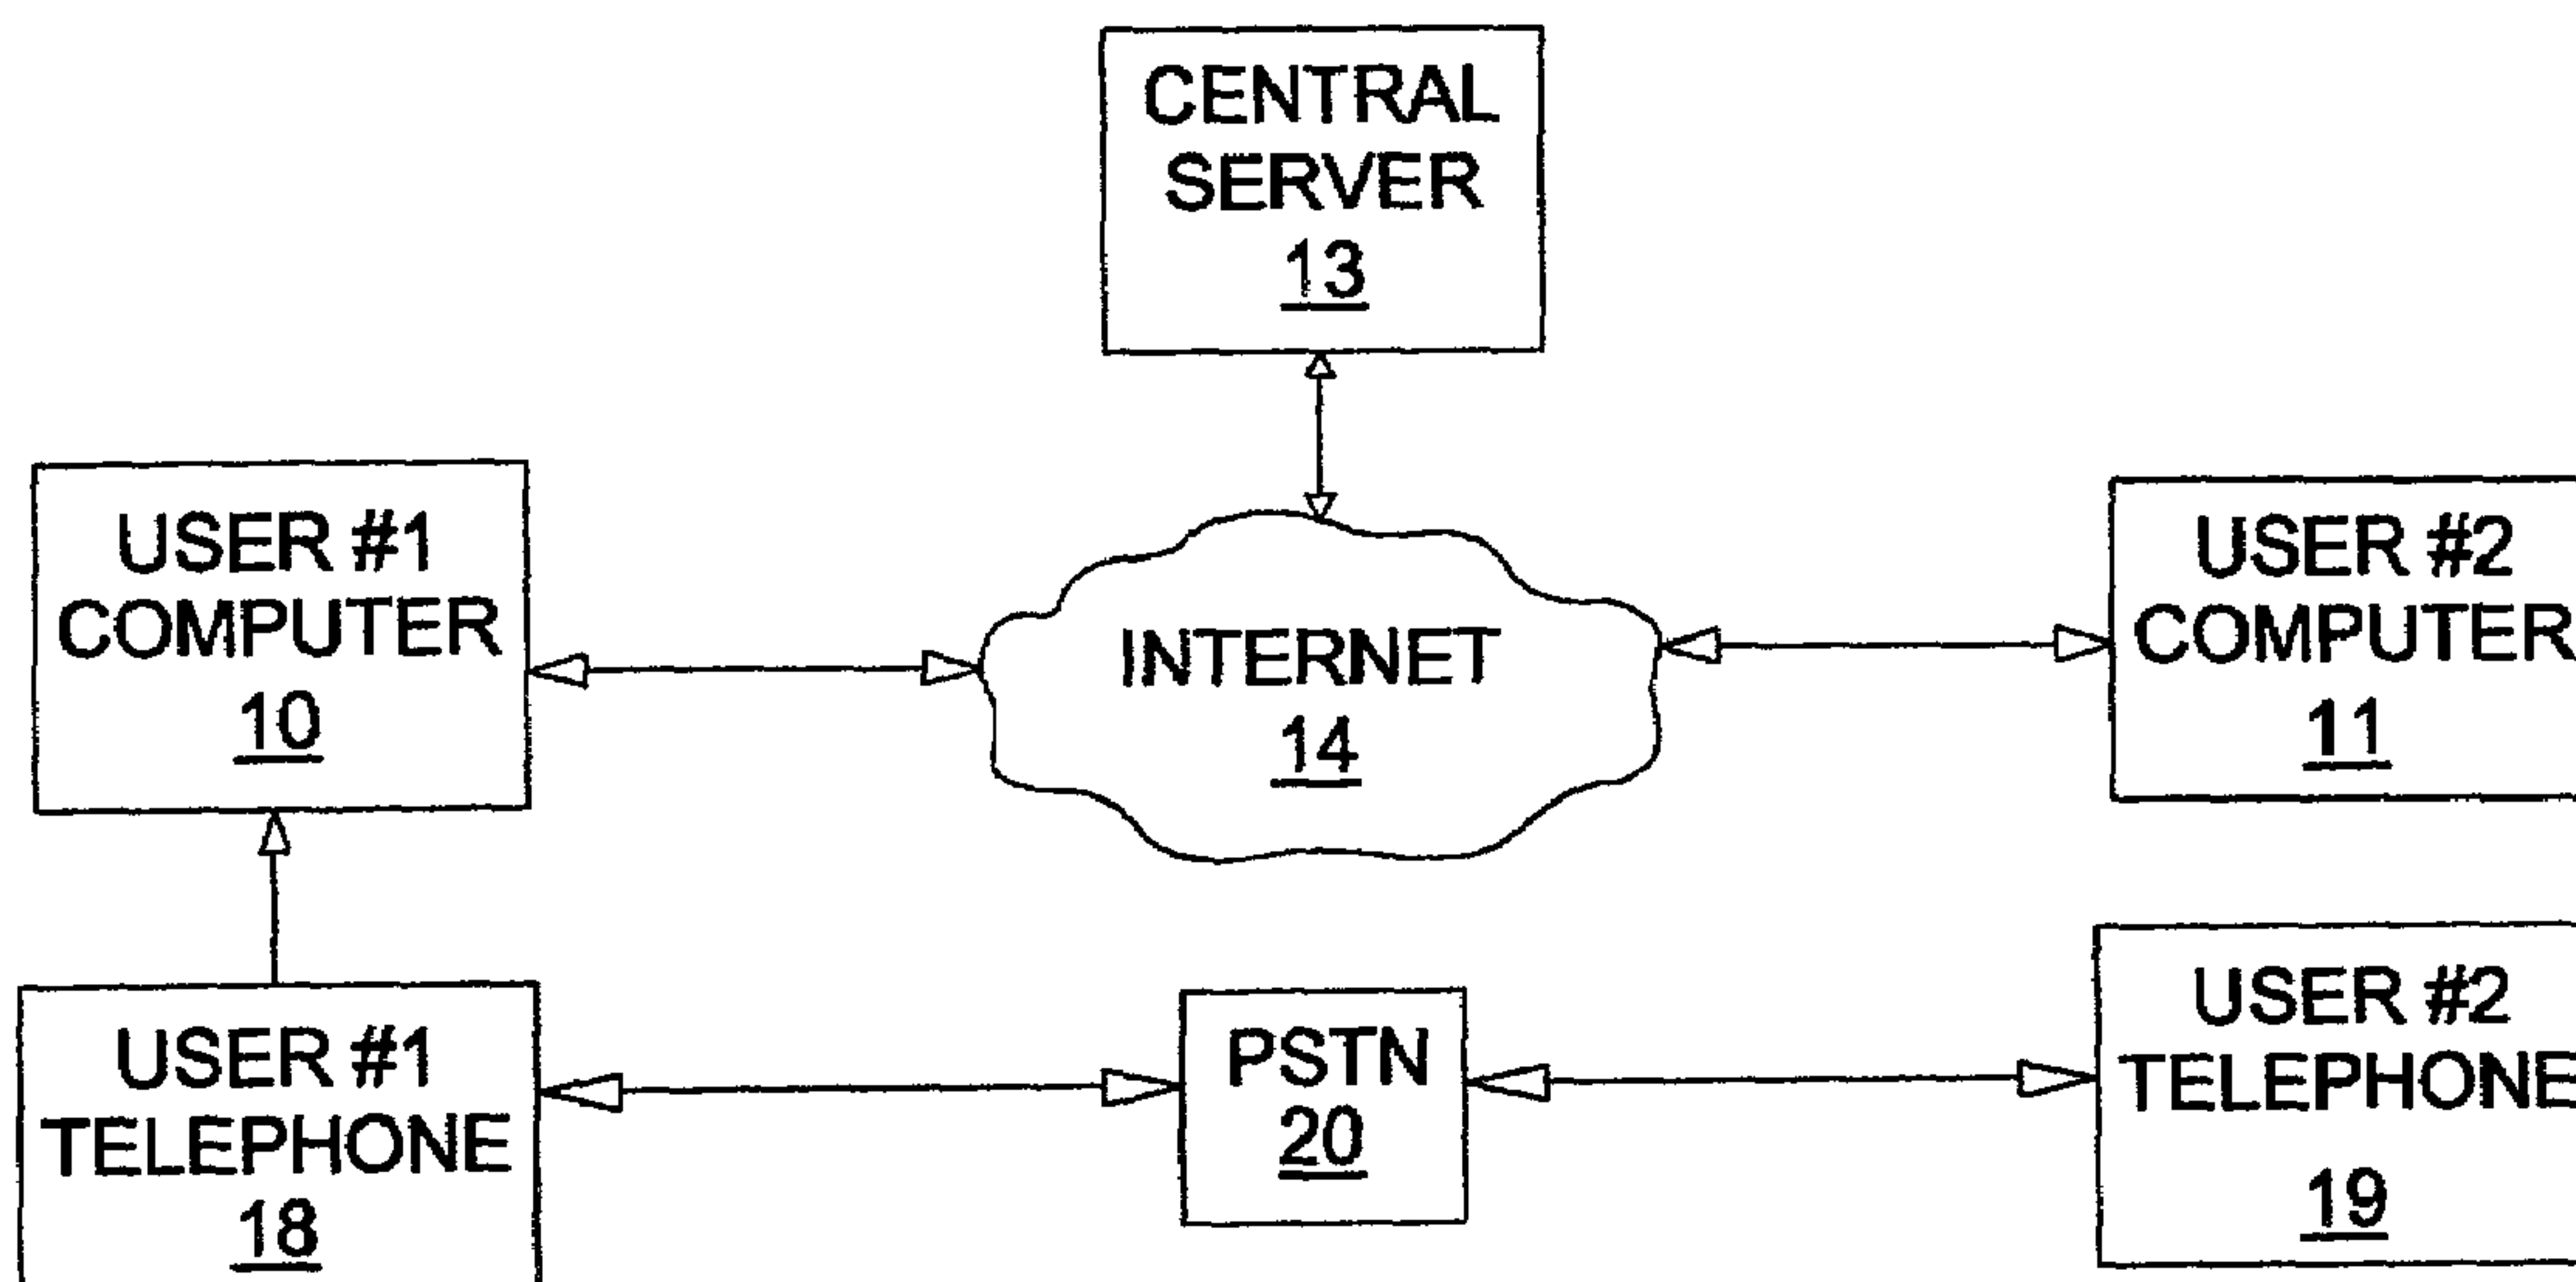 CENTRAL
SERVER
13
USER #1
COMPUTER
10
INTERNET
14
USER #2
COMPUTER
11
USER #1
TELEPHONE
18
PSTN
20
USER #2
TELEPHONE
19